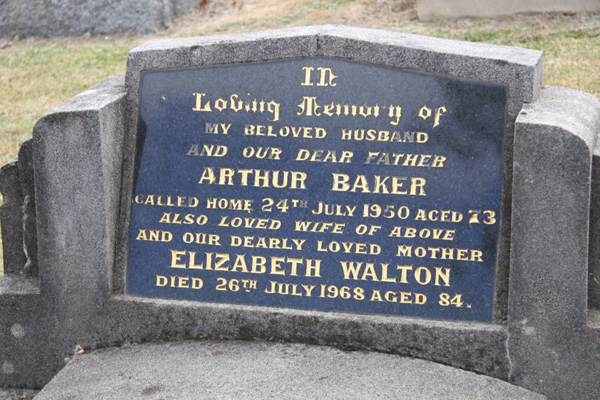 In
Loving Memory of
MY BELOVED HUSBAND
AND OUR DEAR FATHER
ARTHUR BAKER
CALLED HOME 24TH JULY 1950 AGED 73
ALSO LOVED WIFE OF ABOVE
AND OUR DEARLY LOVED MOTHER
ELIZABETH WALTON
DIED 26TH JULY 1968 AGED 84.